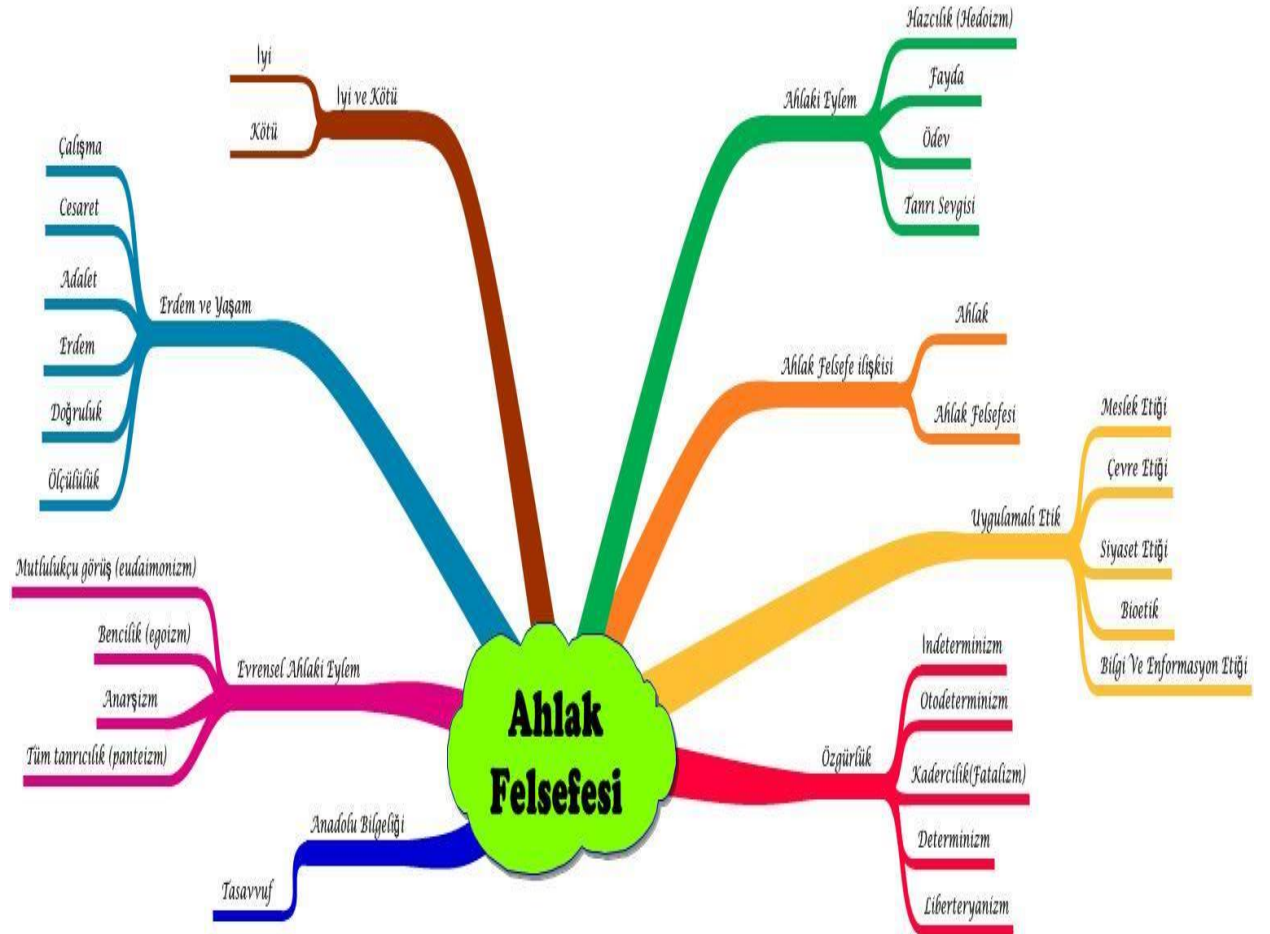 Ahlak
Felsefesi
İyi ve Kötü
İyi
Kötü
Erdem ve Yaşam
Çalışma
Cesaret
Adalet
Erdem
Doğruluk
Ölçülülük
Evrensel Ahlaki Eylem
Mutlulukçu görüş (eudaimonizm)
Bencilik (egoizm)
Anarşizm
Tüm tanrıcılık (panteizm)
Anadolu Bilgeliği
Tasavvuf
Ahlaki Eylem
Hazcılık (Hedoizm)
Fayda
Ödev
Tanrı Sevgisi
Ahlak Felsefe ilişkisi
Ahlak
Ahlak Felsefesi
Uygulamalı Etik
Meslek Etiği
Çevre Etiği
Siyaset Etiği
Bioetik
Bilgi Ve Enformasyon Etiği
Özgürlük
İndeterminizm
Otodeterminizm
Kadercilik(Fatalizm)
Determinizm
Liberteryanizm